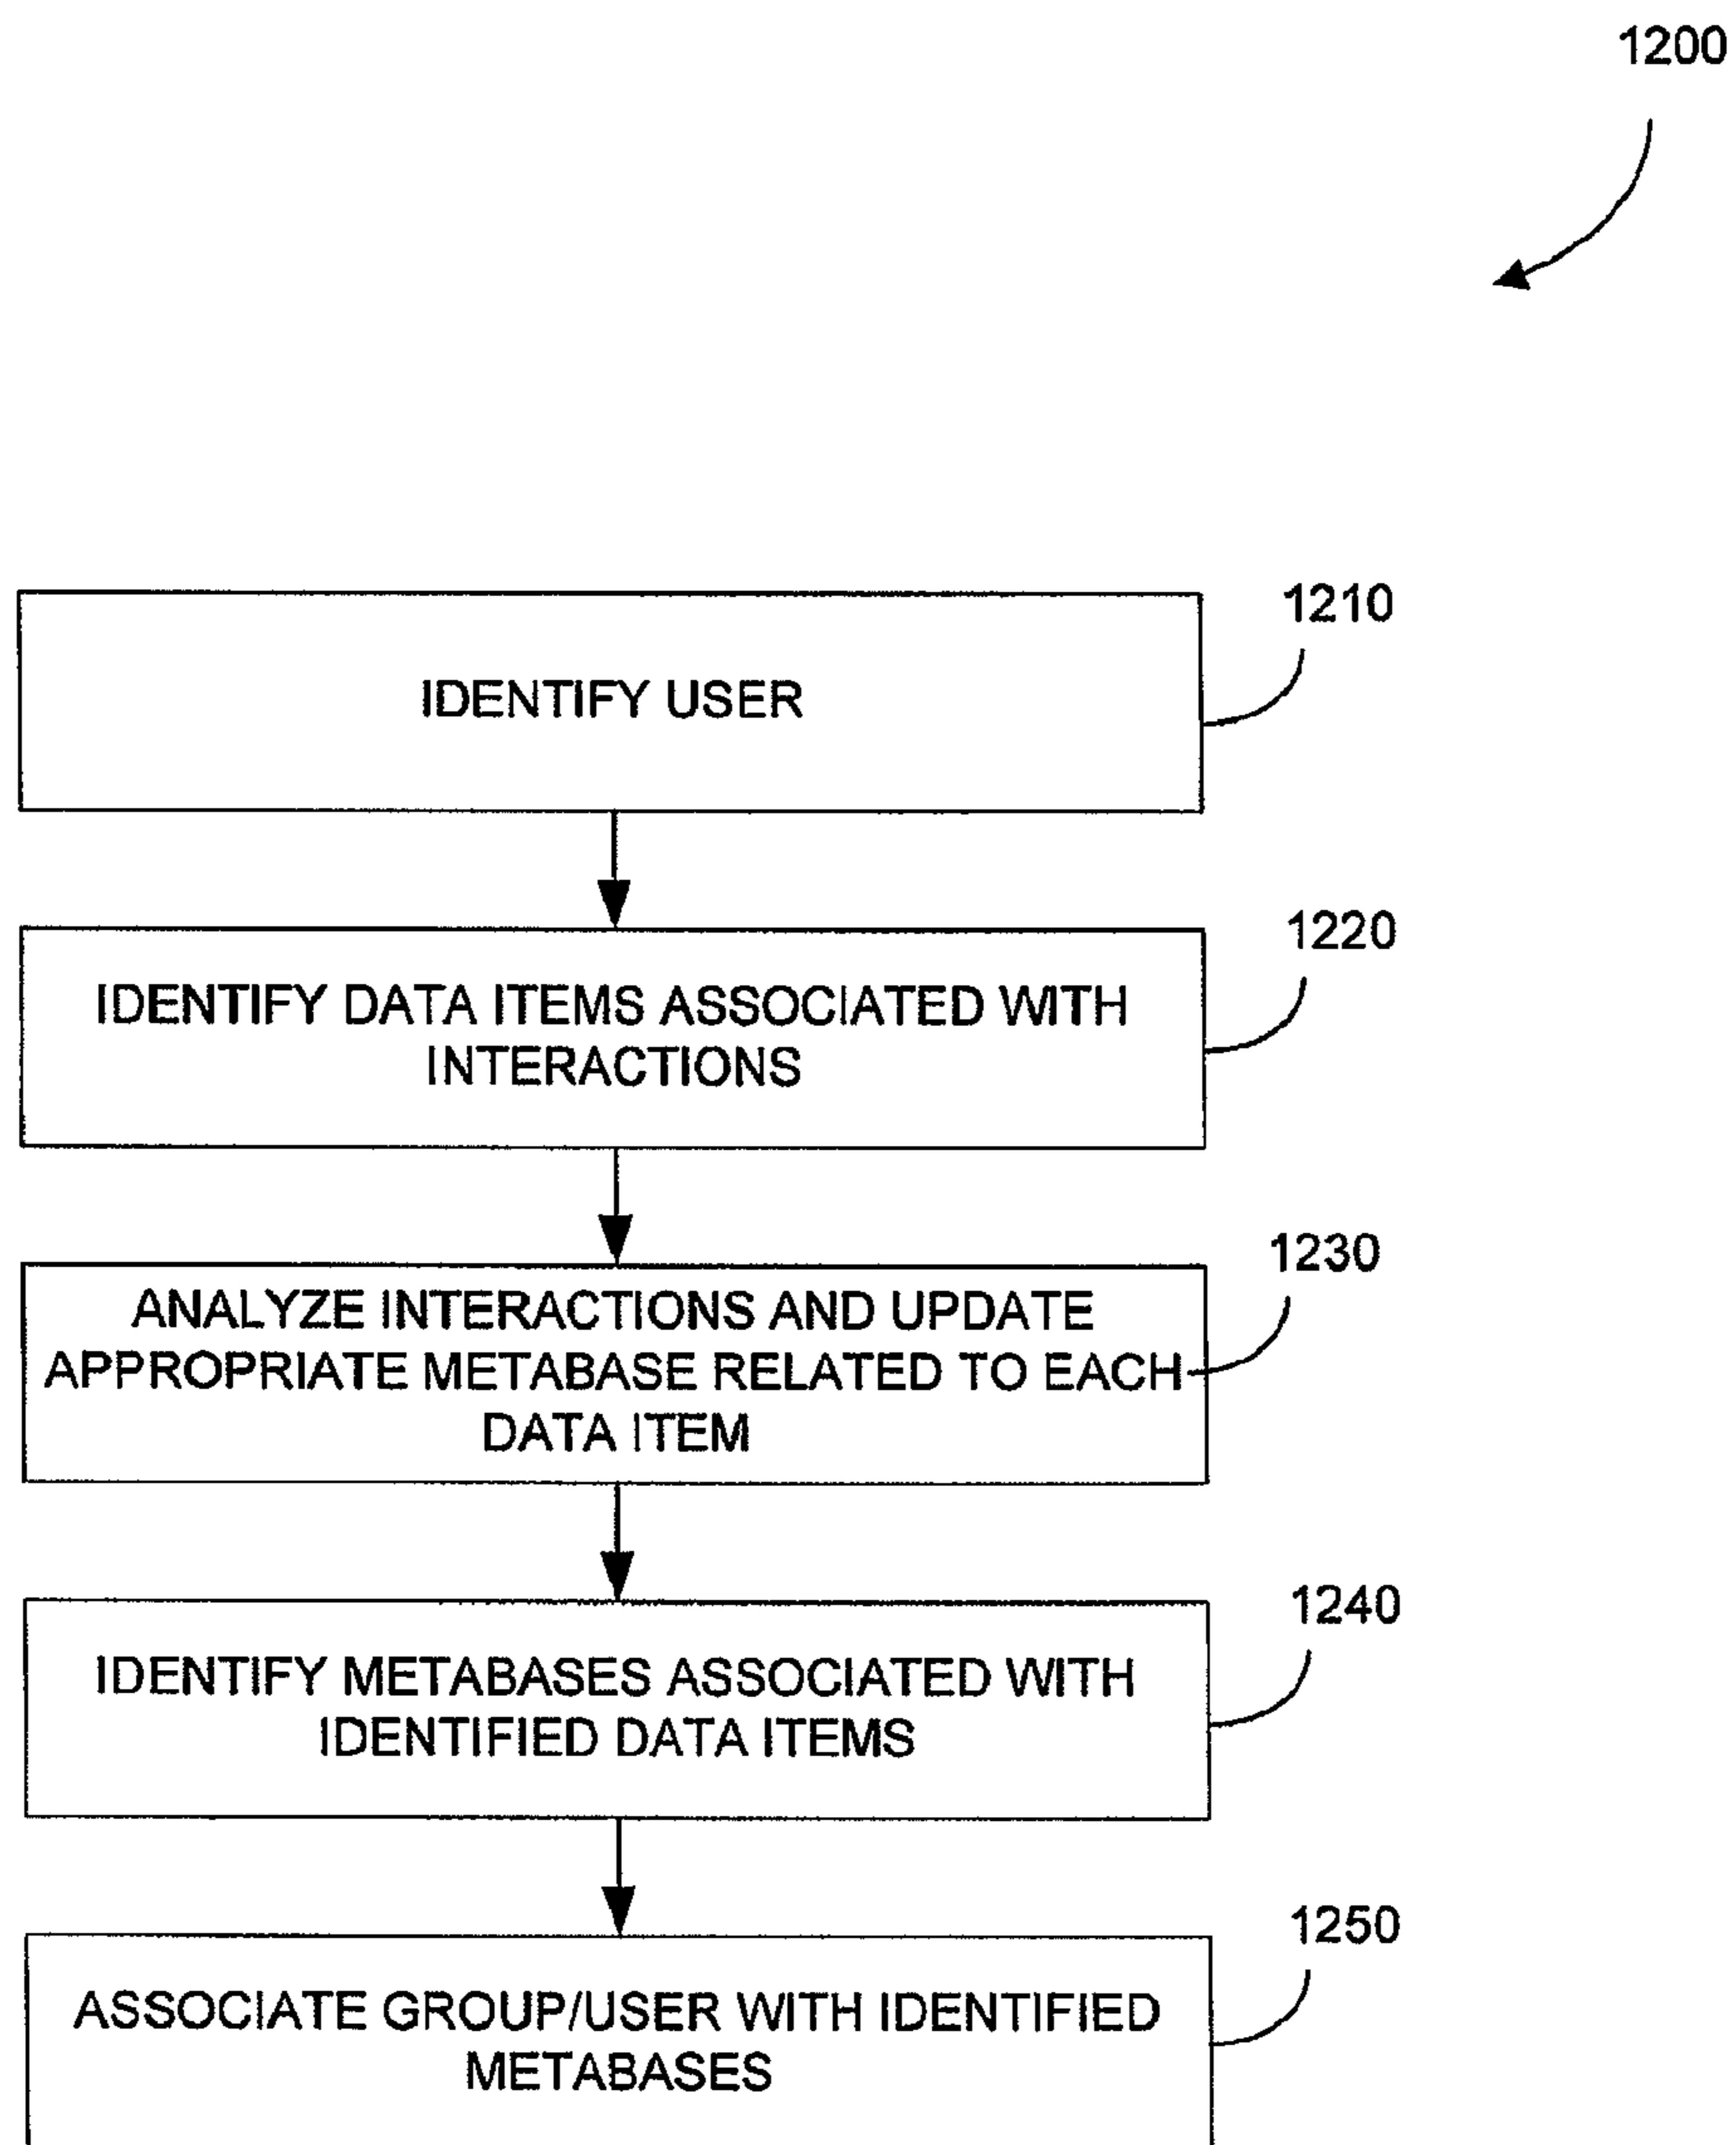 1200
1210
IDENTIFY USER
1220
IDENTIFY DATA ITEMS ASSOCIATED WITH
INTERACTIONS
1230
ANALYZE INTERACTIONS AND UPDATE
APPROPRIATE METABASE RELATED TO EACH
DATA ITEM
1240
IDENTIFY METABASES ASSOCIATED WITH
IDENTIFIED DATA ITEMS
1250
ASSOCIATE GROUP/USER WITH IDENTIFIED
METABASES